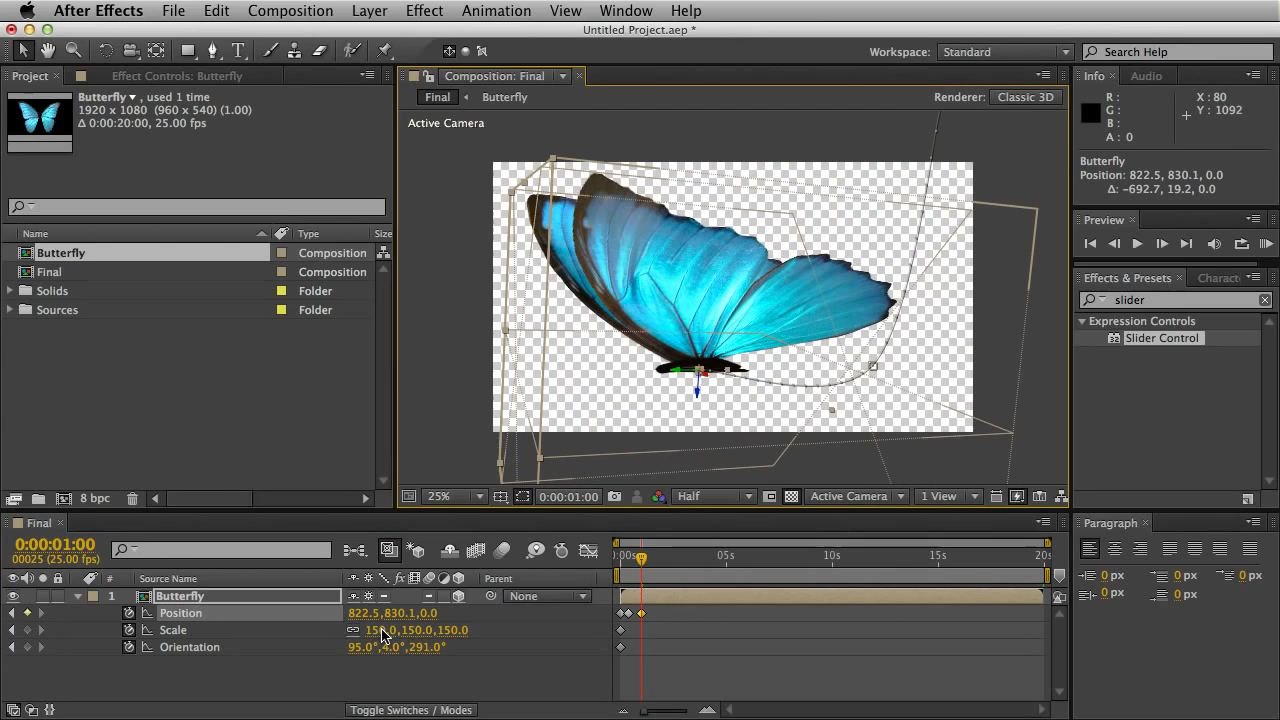 After Effects File Edit Composition Layer Effect Animation View Window Help
Untitled Project.aep *
Workspace: Standard Search Help
Project Effect Controls: Butterfly
Butterfly , used 1 time
1920 x 1080 (960 x 540) (1.00)
Δ 0:00:20:00, 25.00 fps
Name Type Size
Butterfly Composition
Final Composition
Solids Folder
Sources Folder
8 bpc
Composition: Final
Final Butterfly Renderer: Classic 3D
Active Camera
25% 0:00:01:00 Half Active Camera 1 View
Info Audio
R : X : 80
G : Y : 1092
B :
A : 0
Butterfly
Position: 822.5, 830.1, 0.0
Δ: -692.7, 19.2, 0.0
Preview
Effects & Presets Charact
slider
Expression Controls
32 Slider Control
Final
0:00:01:00
00025 (25.00 fps)
:00s 05s 10s 15s 20s
# Source Name fx Parent
1 Butterfly None
Position 822.5,830.1,0.0
Scale 150.0,150.0,150.0
Orientation 95.0°,4.0°,291.0°
Toggle Switches / Modes
Paragraph
0 px 0 px 0 px
0 px 0 px